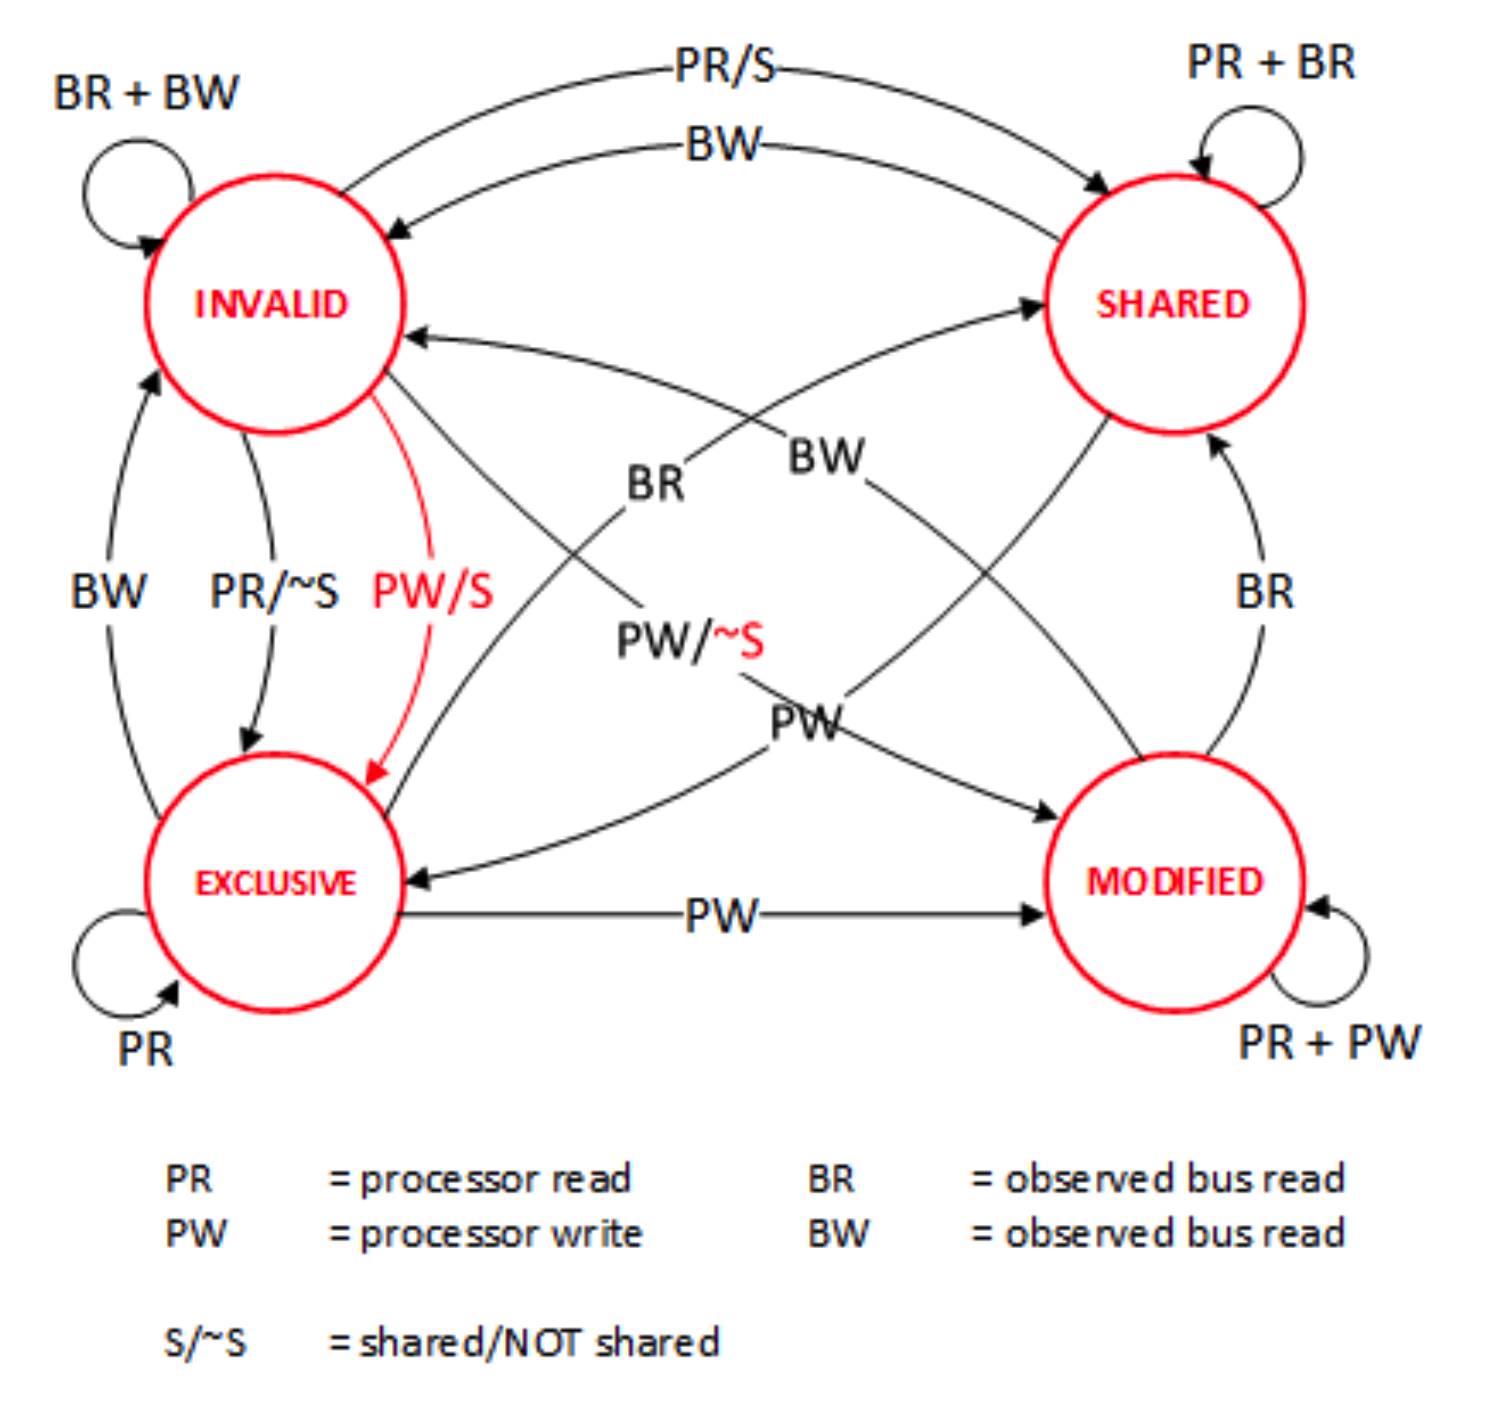 PR/S
PR + BR
BR + BW
BW
INVALID
SHARED
BW
BR
BW
PR/~S
PW/S
BR
PW/~S
PW
EXCLUSIVE
MODIFIED
PW
PR
PR + PW
PR = processor read BR = observed bus read
PW = processor write BW = observed bus read
S/~S = shared/NOT shared